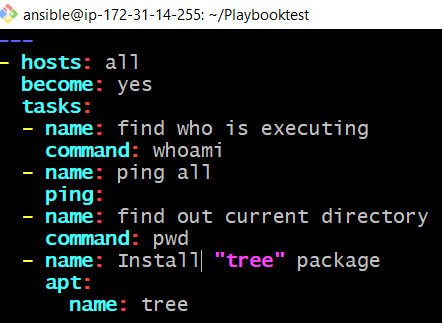 ansible@ip-172-31-14-255: ~/Playbooktest
---
- hosts: all
  become: yes
  tasks:
  - name: find who is executing
    command: whoami
  - name: ping all
    ping:
  - name: find out current directory
    command: pwd
  - name: Install "tree" package
    apt:
      name: tree